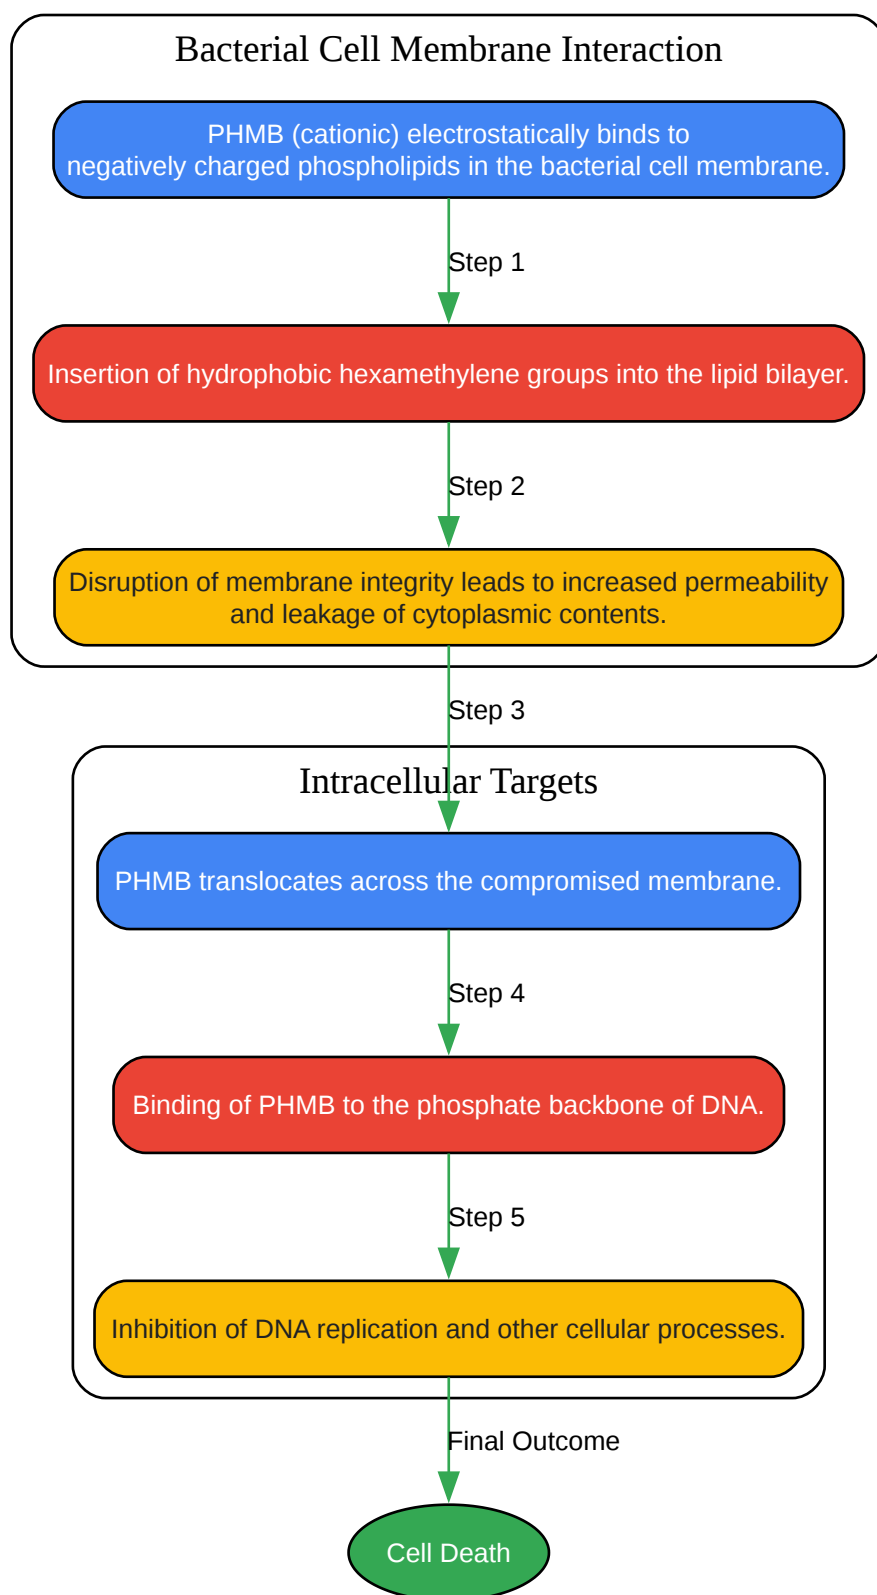 Bacterial Cell Membrane Interaction
PHMB (cationic) electrostatically binds to
negatively charged phospholipids in the bacterial cell membrane.
Step 1
Insertion of hydrophobic hexamethylene groups into the lipid bilayer.
Step 2
Disruption of membrane integrity leads to increased permeability
and leakage of cytoplasmic contents.
Step 3
Intracellular Targets
PHMB translocates across the compromised membrane.
Step 4
Binding of PHMB to the phosphate backbone of DNA.
Step 5
Inhibition of DNA replication and other cellular processes.
Final Outcome
Cell Death